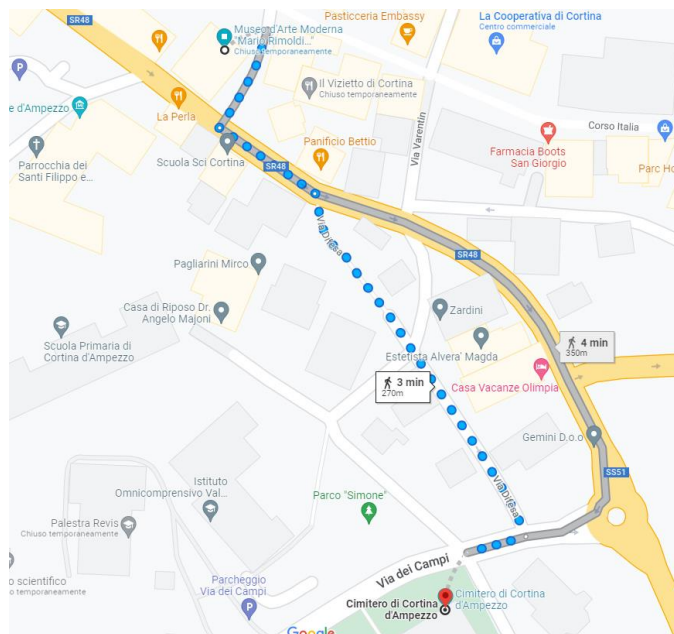 SR48
Museo d'Arte Moderna
"Mario Rimoldi..."
Chiuso temporaneamente
Pasticceria Embassy
La Cooperativa di Cortina
Centro commerciale
Il Vizietto di Cortina
Chiuso temporaneamente
e d'Ampezzo
La Perla
Via Varentin
Corso Italia
Parrocchia dei
Santi Filippo e...
Scuola Sci Cortina
Panificio Bettio
Farmacia Boots
San Giorgio
Parc Ho
SR48
Via Difesa
SR48
Pagliarini Mirco
Casa di Riposo Dr.
Angelo Majoni
Zardini
Scuola Primaria di
Cortina d'Ampezzo
4 min
350m
Estetista Alvera' Magda
3 min
270m
Casa Vacanze Olimpia
Gemini D.o.o
SS51
Istituto
Omnicomprensivo Val...
Via Difesa
Parco "Simone"
Palestra Revis
Chiuso temporaneamente
o scientifico
temporaneamente
Via dei Campi
Parcheggio
Via dei Campi
Cimitero di Cortina
d'Ampezzo
Cimitero di Cortina
d'Ampezzo
Google